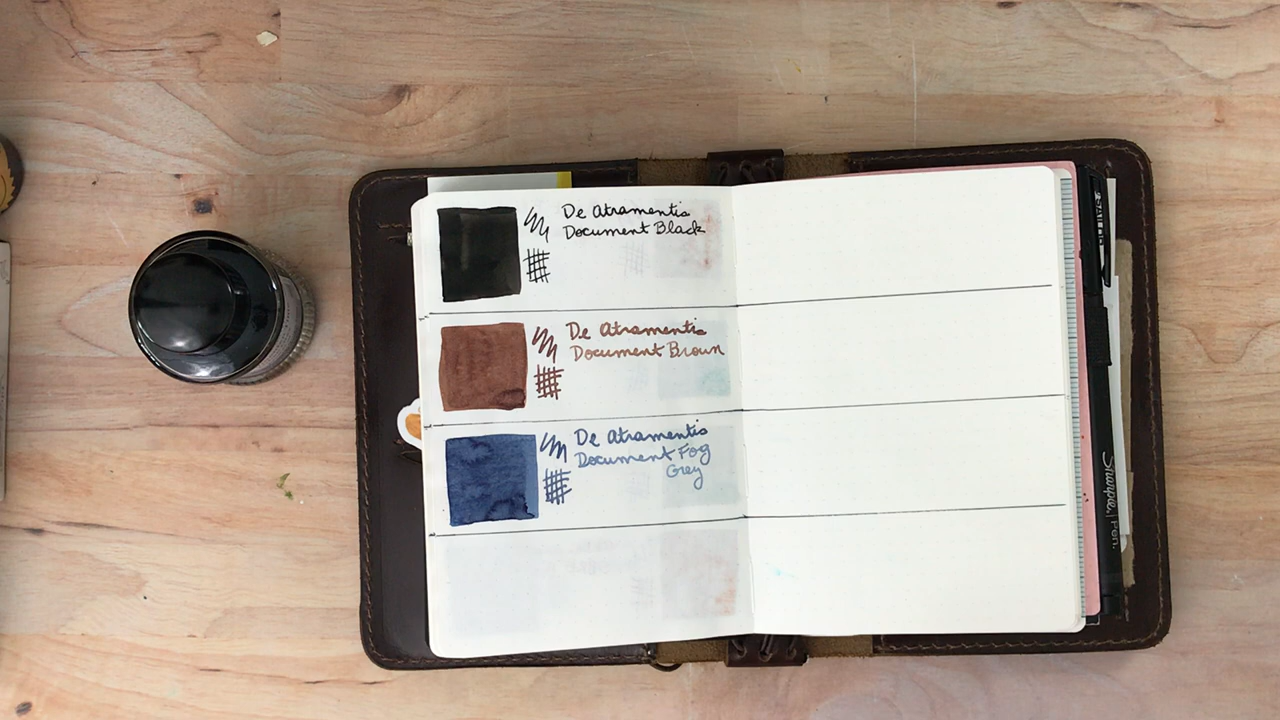 De Atramentis
Document Black
De Atramentis
Document Brown
De Atramentis
Document Fog
Grey
Sharpie. Pen.